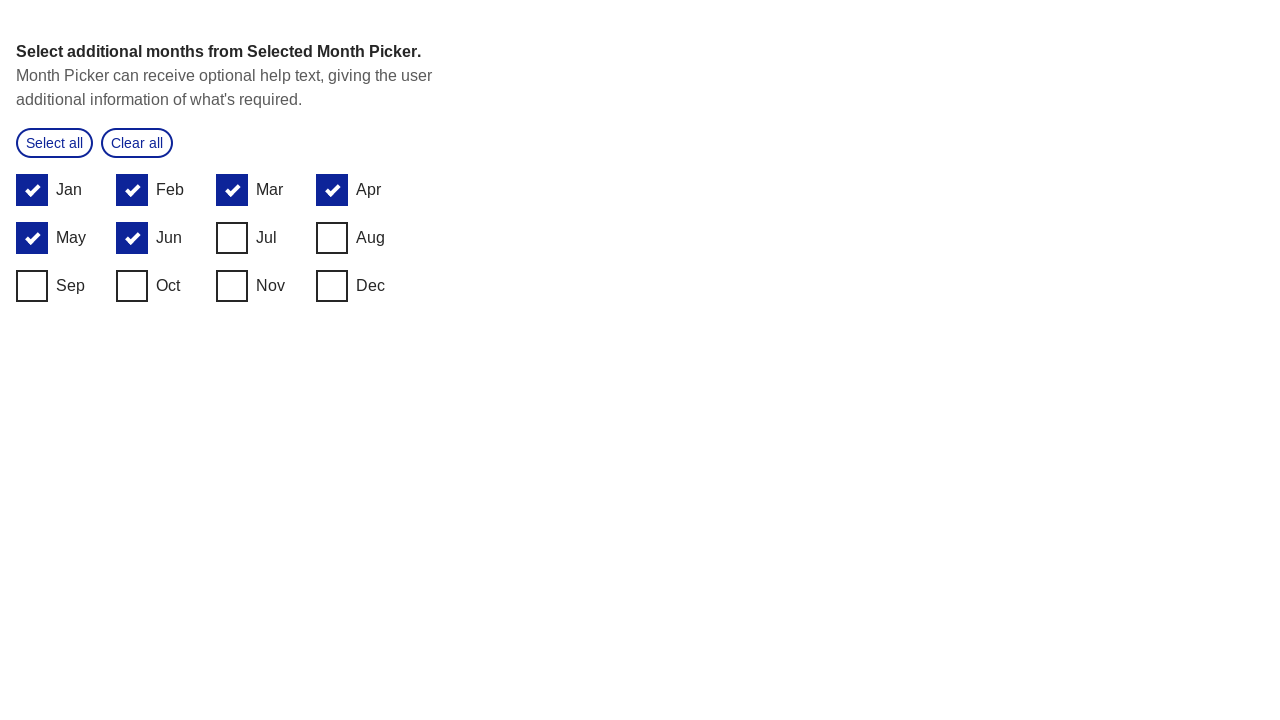 Select additional months from Selected Month Picker.
Month Picker can receive optional help text, giving the user
additional information of what's required.
Select all Clear all
Jan Feb Mar Apr
May Jun Jul Aug
Sep Oct Nov Dec